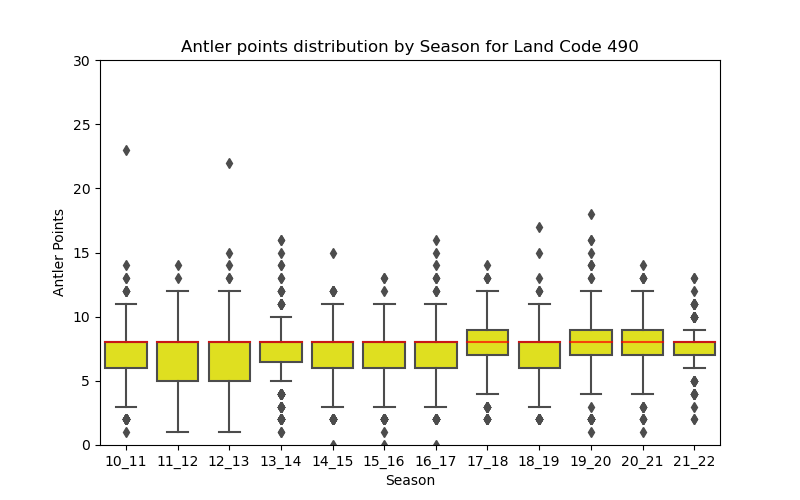 Antler points distribution by Season for Land Code 490
30
25
20
15
10
5
0
Antler Points
10_11 11_12 12_13 13_14 14_15 15_16 16_17 17_18 18_19 19_20 20_21 21_22
Season